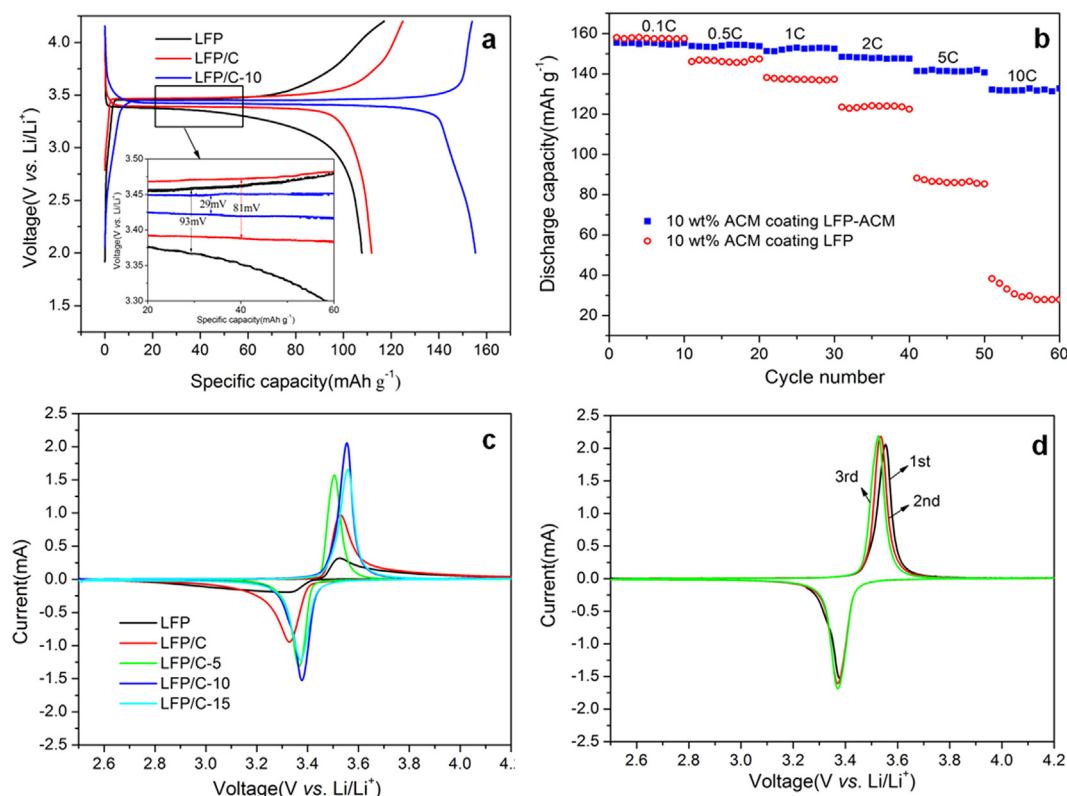 a
LFP
LFP/C
LFP/C-10
4.0
3.5
3.0
2.5
2.0
1.5
Voltage(V vs. Li/Li⁺)
3.50
3.45
3.40
3.35
3.30
Voltage(V vs. Li/Li⁺)
29mV
81mV
93mV
20 40 60
Specific capacity(mAh g⁻¹)
0 20 40 60 80 100 120 140 160
Specific capacity(mAh g⁻¹)
b
0.1C
0.5C
1C
2C
5C
10C
160
140
120
100
80
60
40
20
Discharge capacity(mAh g⁻¹)
10 wt% ACM coating LFP-ACM
10 wt% ACM coating LFP
0 10 20 30 40 50 60
Cycle number
c
2.5
2.0
1.5
1.0
0.5
0.0
-0.5
-1.0
-1.5
-2.0
-2.5
Current(mA)
LFP
LFP/C
LFP/C-5
LFP/C-10
LFP/C-15
2.6 2.8 3.0 3.2 3.4 3.6 3.8 4.0 4.2
Voltage(V vs. Li/Li⁺)
d
2.5
2.0
1.5
1.0
0.5
0.0
-0.5
-1.0
-1.5
-2.0
-2.5
Current(mA)
3rd
1st
2nd
2.6 2.8 3.0 3.2 3.4 3.6 3.8 4.0 4.2
Voltage(V vs. Li/Li⁺)